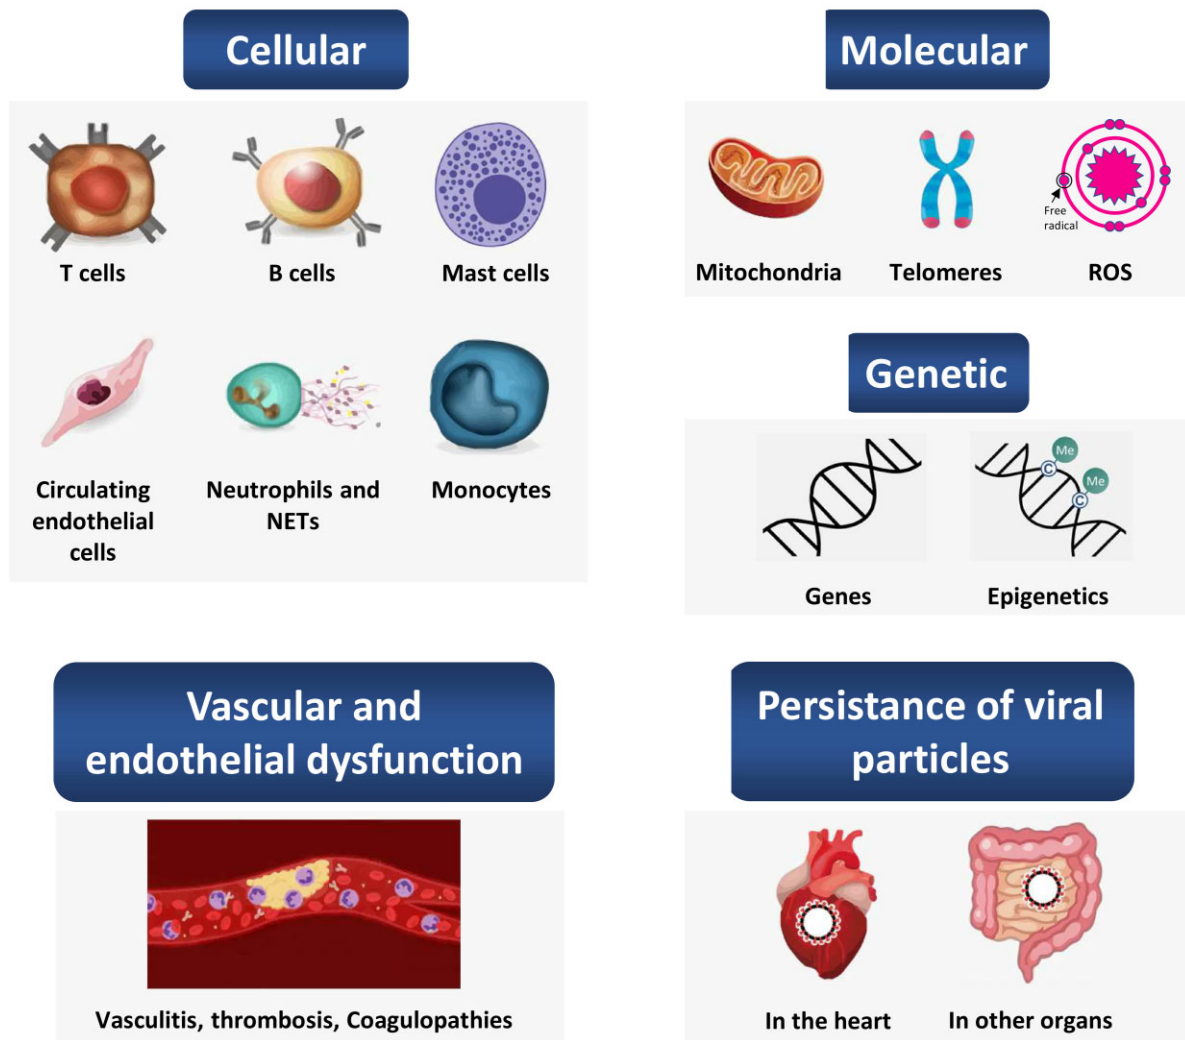 Cellular
T cells
B cells
Mast cells
Circulating
endothelial
cells
Neutrophils and
NETs
Monocytes
Molecular
Mitochondria
Telomeres
Free
radical
ROS
Genetic
Genes
Me
C
Me
C
Epigenetics
Vascular and
endothelial dysfunction
Vasculitis, thrombosis, Coagulopathies
Persistance of viral
particles
In the heart
In other organs